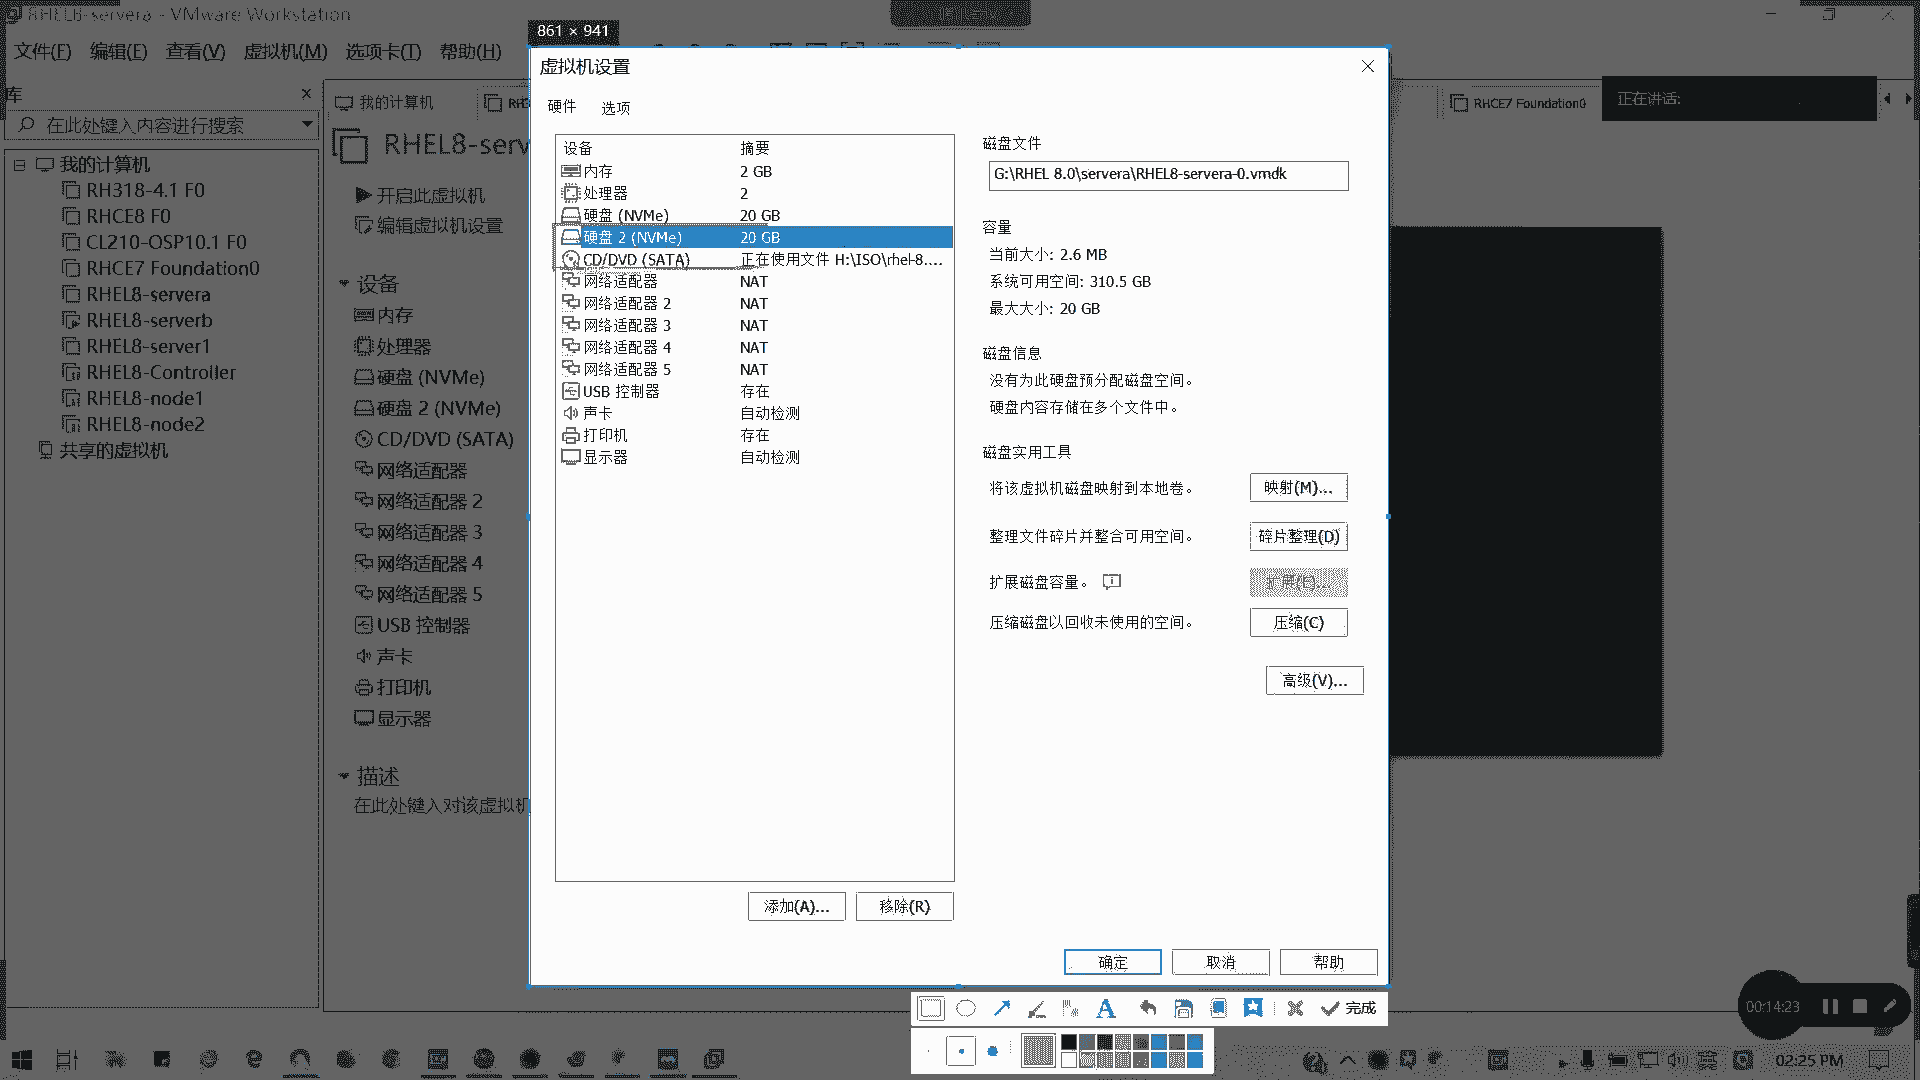 RHEL8-servera - VMware Workstation
861 × 941
文件(F) 编辑(E) 查看(V) 虚拟机(M) 选项卡(T) 帮助(H)
库
在此处键入内容进行搜索
我的计算机
RH318-4.1 F0
RHCE8 F0
CL210-OSP10.1 F0
RHCE7 Foundation0
RHEL8-servera
RHEL8-serverb
RHEL8-server1
RHEL8-Controller
RHEL8-node1
RHEL8-node2
共享的虚拟机
我的计算机
RHCE7 Foundation0
正在讲话:
RHEL8-serv
开启此虚拟机
编辑虚拟机设置
设备
内存
处理器
硬盘 (NVMe)
硬盘 2 (NVMe)
CD/DVD (SATA)
网络适配器
网络适配器 2
网络适配器 3
网络适配器 4
网络适配器 5
USB 控制器
声卡
打印机
显示器
描述
在此处键入对该虚拟机
虚拟机设置
硬件 选项
设备 摘要
内存 2 GB
处理器 2
硬盘 (NVMe) 20 GB
硬盘 2 (NVMe) 20 GB
CD/DVD (SATA) 正在使用文件 H:\ISO\rhel-8....
网络适配器 NAT
网络适配器 2 NAT
网络适配器 3 NAT
网络适配器 4 NAT
网络适配器 5 NAT
USB 控制器 存在
声卡 自动检测
打印机 存在
显示器 自动检测
添加(A)... 移除(R)
磁盘文件
G:\RHEL 8.0\servera\RHEL8-servera-0.vmdk
容量
当前大小: 2.6 MB
系统可用空间: 310.5 GB
最大大小: 20 GB
磁盘信息
没有为此硬盘预分配磁盘空间。
硬盘内容存储在多个文件中。
磁盘实用工具
将该虚拟机磁盘映射到本地卷。 映射(M)...
整理文件碎片并整合可用空间。 碎片整理(D)
扩展磁盘容量。 扩展(E)...
压缩磁盘以回收未使用的空间。 压缩(C)
高级(V)...
确定 取消 帮助
A 完成
00:14:23
02:25 PM